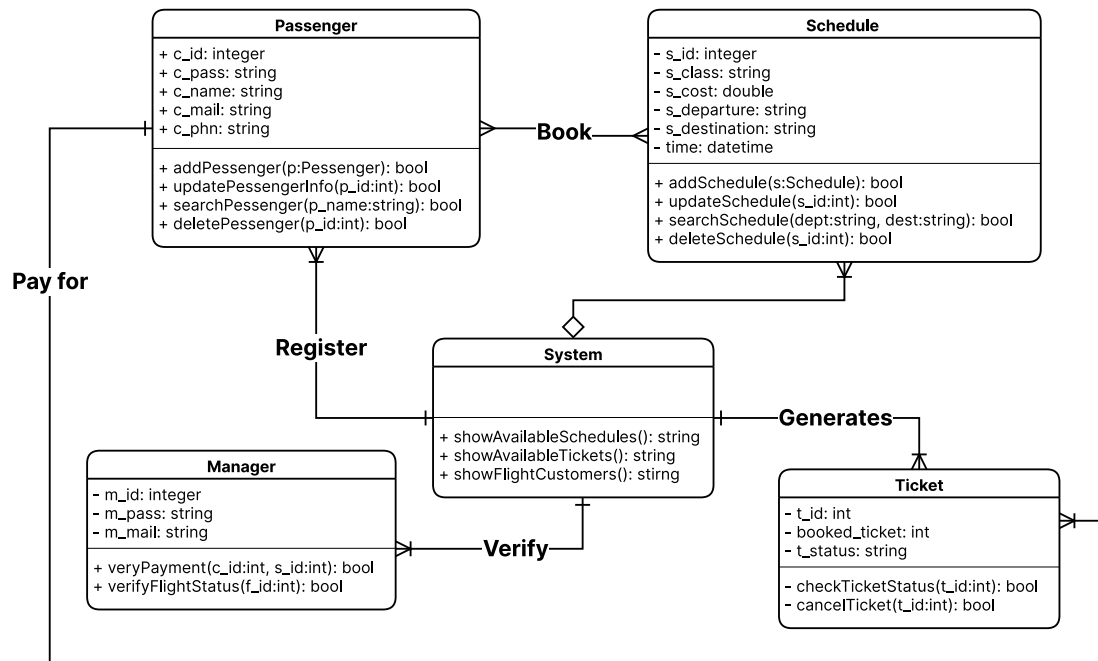 Passenger
+ c_id: integer
+ c_pass: string
+ c_name: string
+ c_mail: string
+ c_phn: string
+ addPessenger(p:Pessenger): bool
+ updatePessengerInfo(p_id:int): bool
+ searchPessenger(p_name:string): bool
+ deletePessenger(p_id:int): bool
Book
Schedule
- s_id: integer
- s_class: string
- s_cost: double
- s_departure: string
- s_destination: string
- time: datetime
+ addSchedule(s:Schedule): bool
+ updateSchedule(s_id:int): bool
+ searchSchedule(dept:string, dest:string): bool
+ deleteSchedule(s_id:int): bool
Pay for
Register
System
+ showAvailableSchedules(): string
+ showAvailableTickets(): string
+ showFlightCustomers(): stirng
Generates
Manager
- m_id: integer
- m_pass: string
- m_mail: string
+ veryPayment(c_id:int, s_id:int): bool
+ verifyFlightStatus(f_id:int): bool
Verify
Ticket
- t_id: int
- booked_ticket: int
- t_status: string
- checkTicketStatus(t_id:int): bool
- cancelTicket(t_id:int): bool